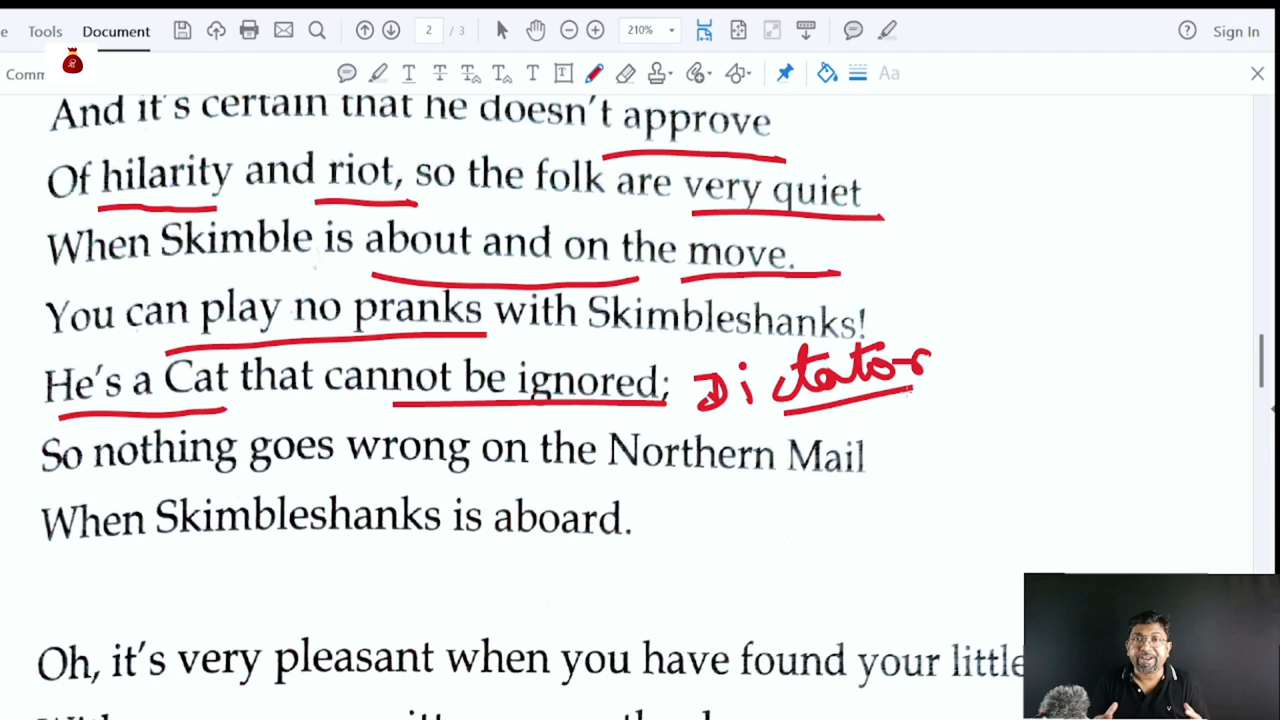 Tools Document 2 / 3 210% Sign In
Comm
And it's certain that he doesn't approve
Of hilarity and riot, so the folk are very quiet
When Skimble is about and on the move.
You can play no pranks with Skimbleshanks!
He's a Cat that cannot be ignored; Dictator
So nothing goes wrong on the Northern Mail
When Skimbleshanks is aboard.
Oh, it's very pleasant when you have found your little